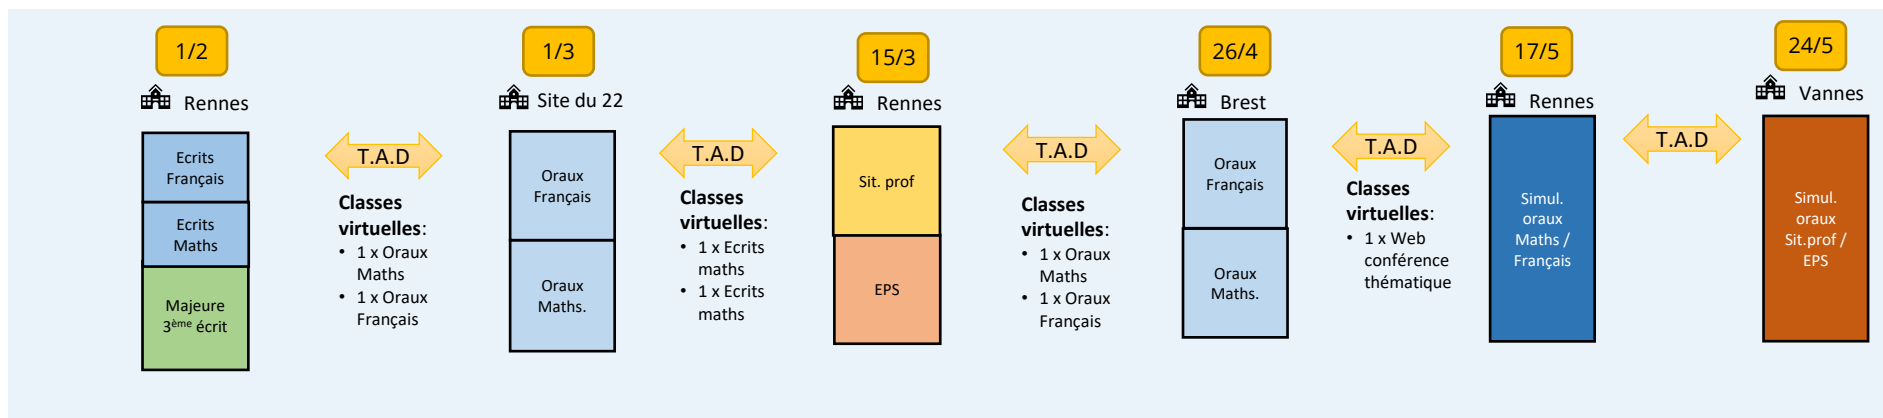 1/2
Rennes
Ecrits
Français
Ecrits
Maths
Majeure
3ème écrit
T.A.D
Classes
virtuelles:
• 1 x Oraux
Maths
• 1 x Oraux
Français
1/3
Site du 22
Oraux
Français
Oraux
Maths.
T.A.D
Classes
virtuelles:
• 1 x Ecrits
maths
• 1 x Ecrits
maths
15/3
Rennes
Sit. prof
EPS
T.A.D
Classes
virtuelles:
• 1 x Oraux
Maths
• 1 x Oraux
Français
26/4
Brest
Oraux
Français
Oraux
Maths.
T.A.D
Classes
virtuelles:
• 1 x Web
conférence
thématique
17/5
Rennes
Simul.
oraux
Maths /
Français
T.A.D
24/5
Vannes
Simul.
oraux
Sit.prof /
EPS